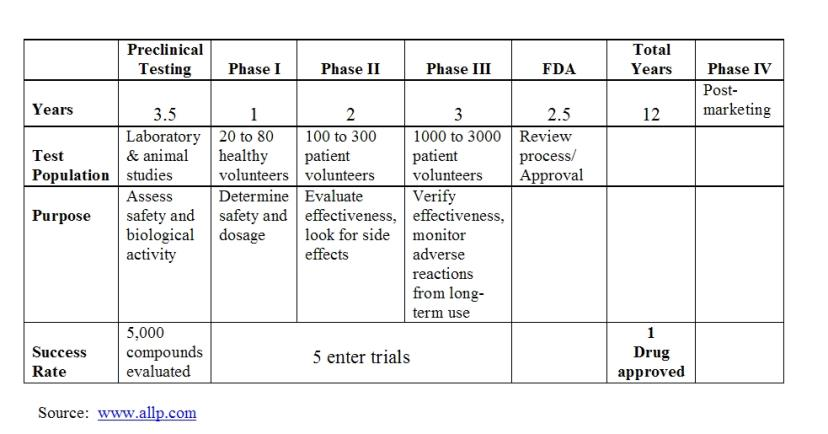 Preclinical Testing Phase I Phase II Phase III FDA Total Years Phase IV
Years 3.5 1 2 3 2.5 12 Post-marketing
Test Population Laboratory & animal studies 20 to 80 healthy volunteers 100 to 300 patient volunteers 1000 to 3000 patient volunteers Review process/ Approval
Purpose Assess safety and biological activity Determine safety and dosage Evaluate effectiveness, look for side effects Verify effectiveness, monitor adverse reactions from long-term use
Success Rate 5,000 compounds evaluated 5 enter trials 1 Drug approved
Source: www.allp.com